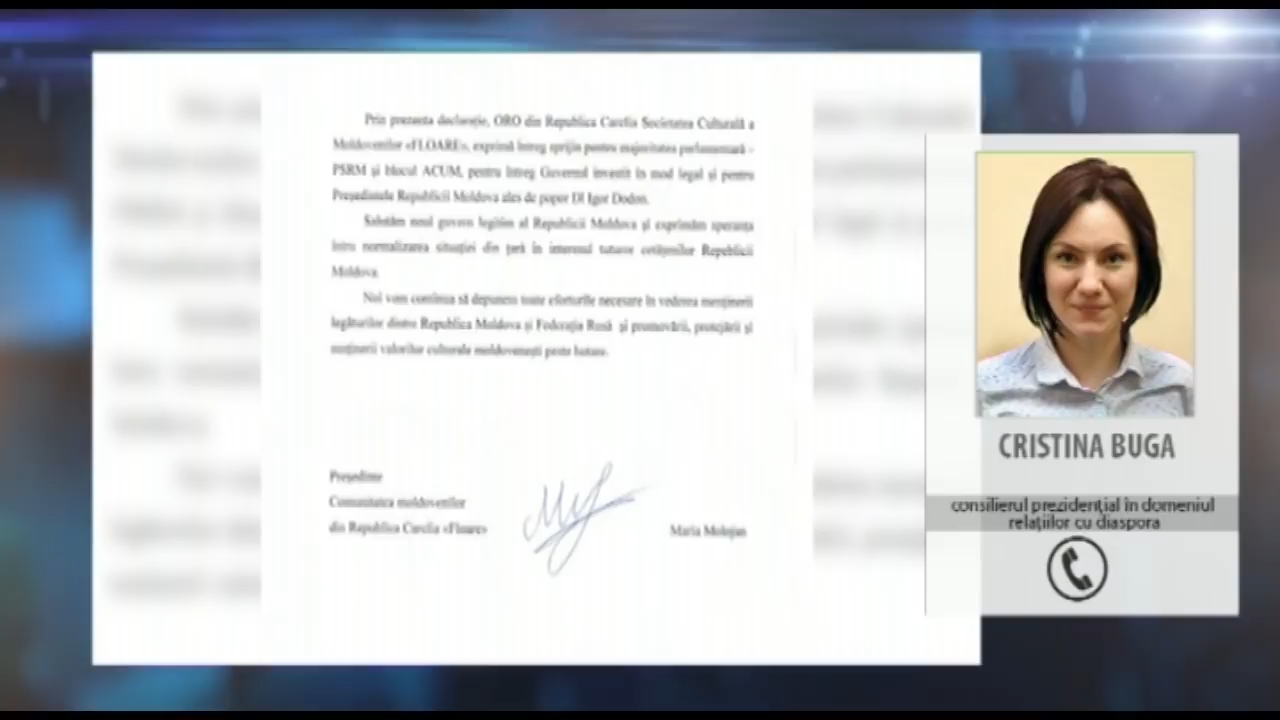 Prin prezenta declarație, ORO din Republica Carelia Societatea Culturală a
Moldovenilor «FLOARE», exprimă întreg sprijin pentru majoritatea parlamentară -
PSRM și blocul ACUM, pentru întreg Guvernul investit în mod legal și pentru
Președintele Republicii Moldova ales de popor Dl Igor Dodon.
Salutăm noul guvern legitim al Republicii Moldova și exprimăm speranța
întru normalizarea situației din țară în interesul tuturor cetățenilor Republicii
Moldova.
Noi vom continua să depunem toate eforturile necesare în vederea menținerii
legăturilor dintre Republica Moldova și Federația Rusă și promovării, protejării și
susținerii valorilor culturale moldovenești peste hotare.
Președinte
Comunitatea moldovenilor
din Republica Carelia «Floare»
Maria Molojan
CRISTINA BUGA
consilierul prezidențial în domeniul
relațiilor cu diaspora